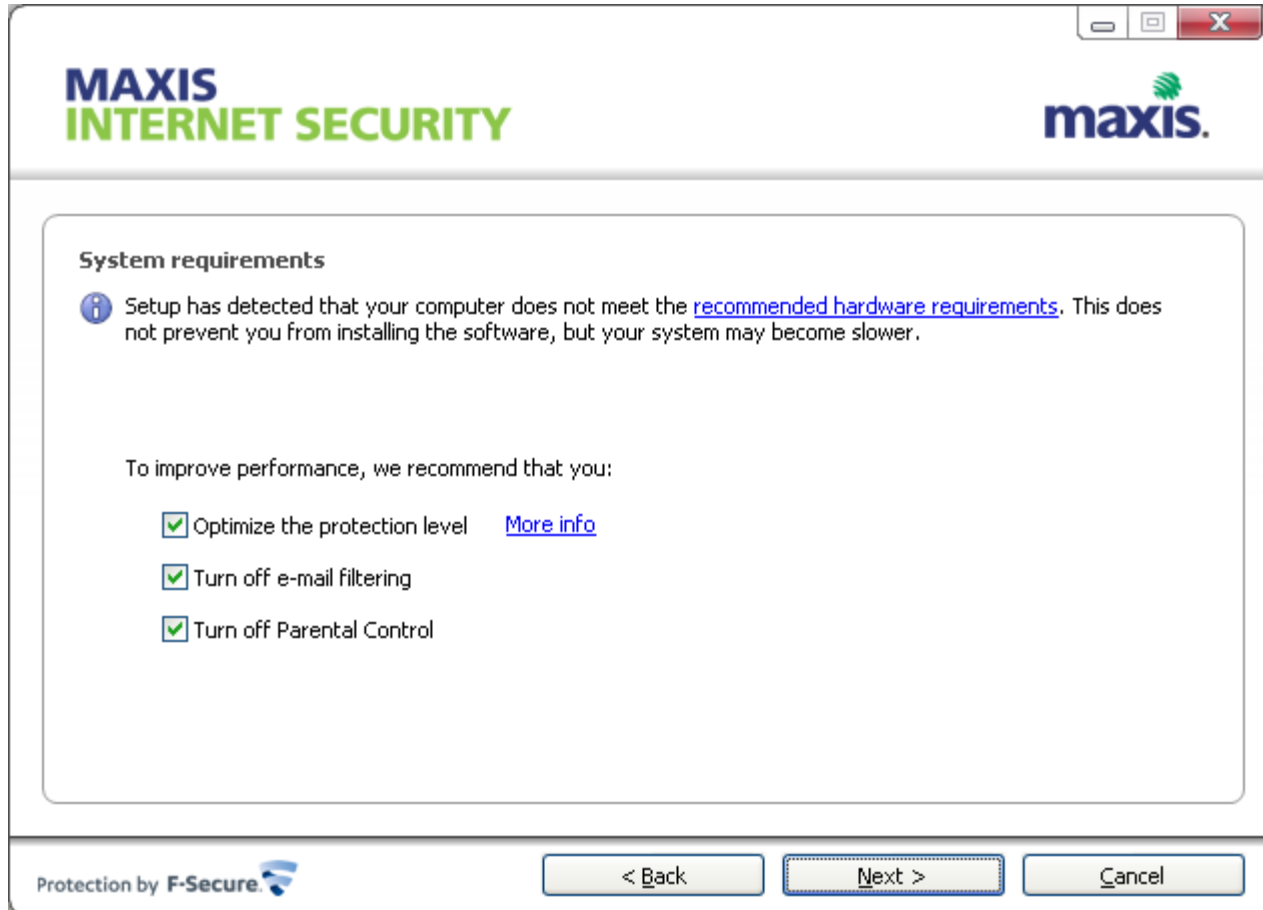 MAXIS
INTERNET SECURITY
maxis.
System requirements
Setup has detected that your computer does not meet the recommended hardware requirements. This does
not prevent you from installing the software, but your system may become slower.
To improve performance, we recommend that you:
Optimize the protection level More info
Turn off e-mail filtering
Turn off Parental Control
Protection by F-Secure.
< Back Next > Cancel